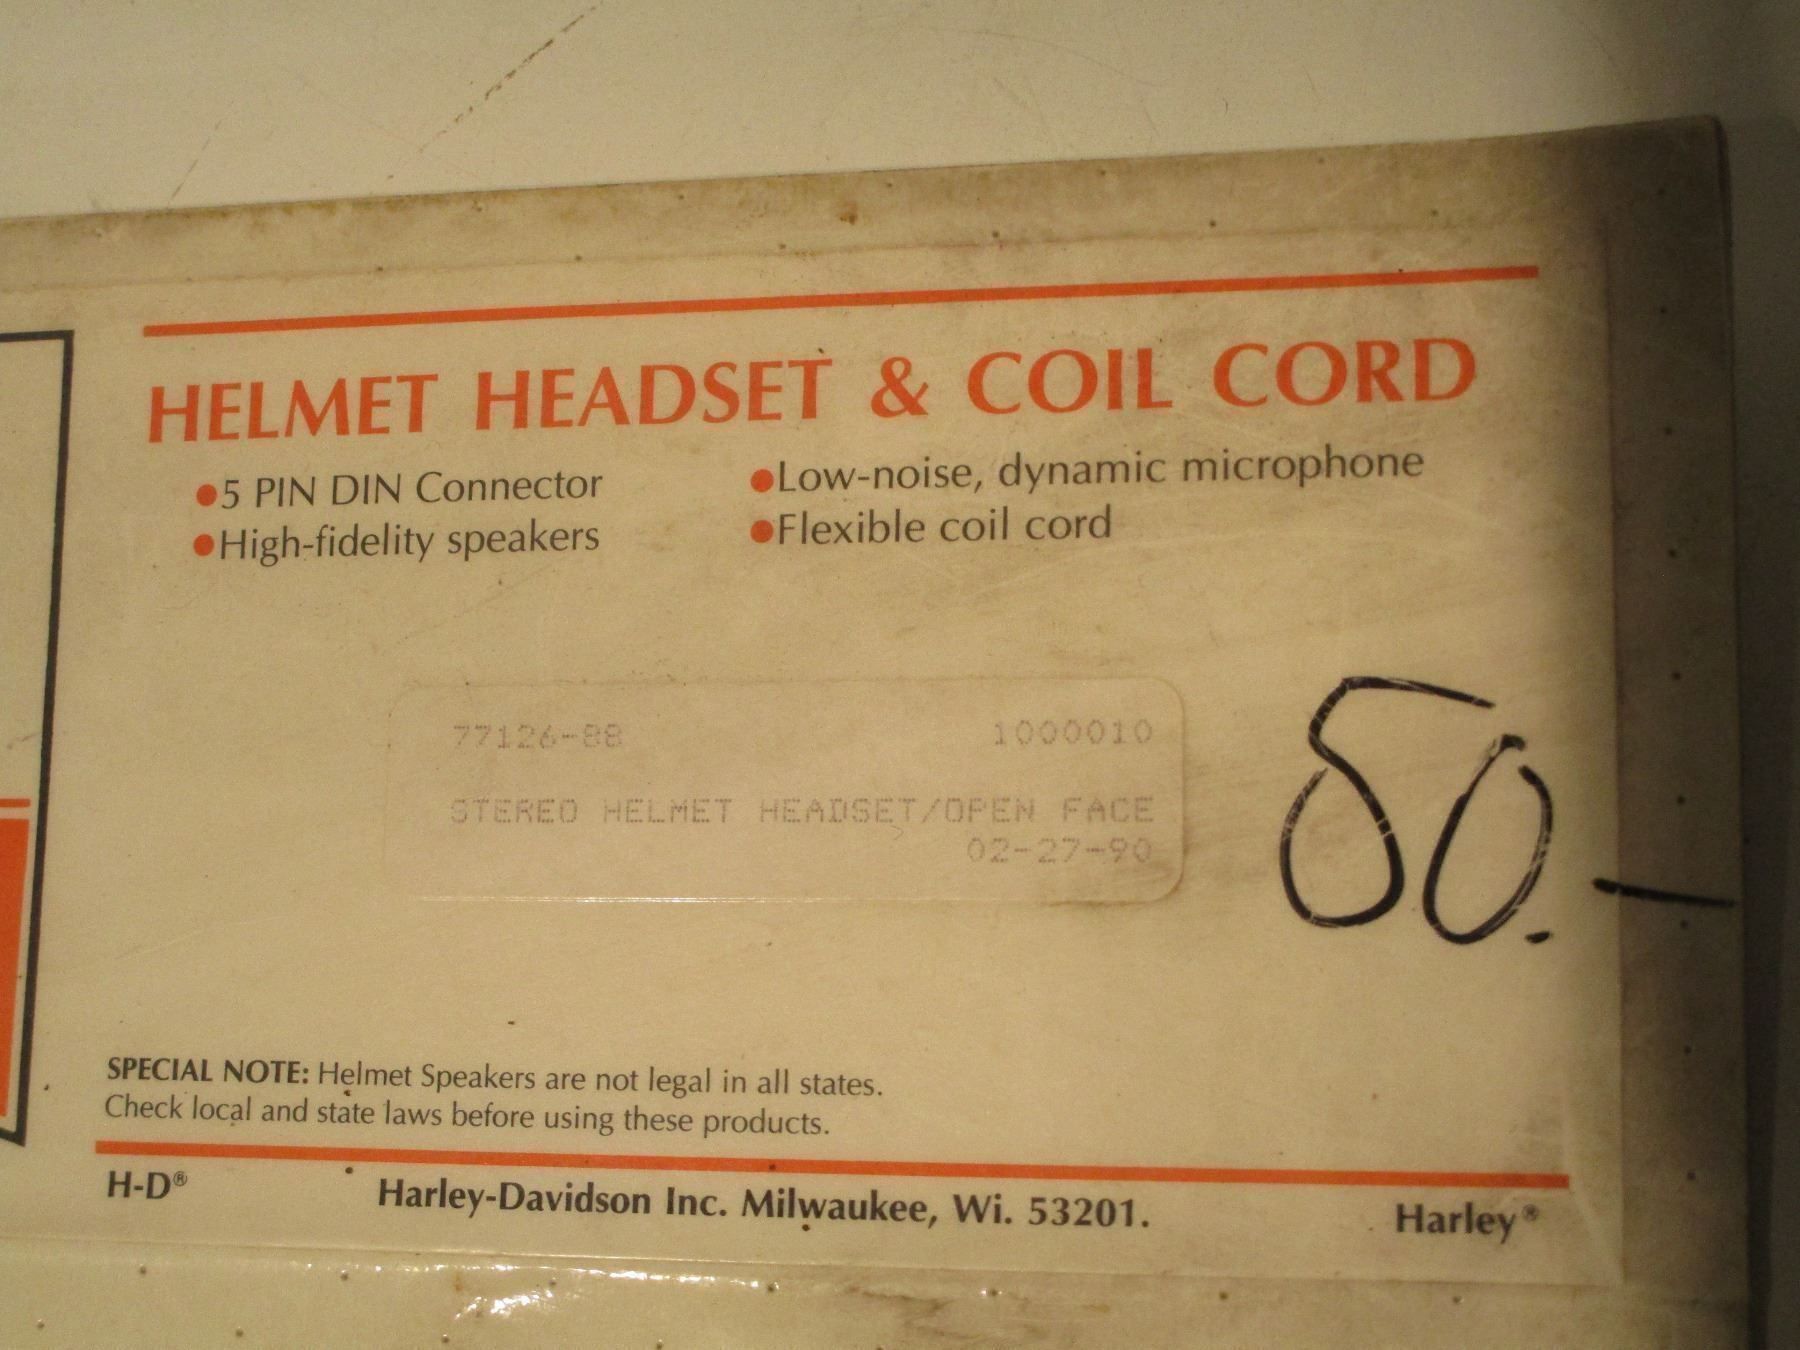 HELMET HEADSET & COIL CORD
•5 PIN DIN Connector
•High-fidelity speakers
•Low-noise, dynamic microphone
•Flexible coil cord
77126-88 1000010
STEREO HELMET HEADSET/OPEN FACE
02-27-90
80.-
SPECIAL NOTE: Helmet Speakers are not legal in all states.
Check local and state laws before using these products.
H-D® Harley-Davidson Inc. Milwaukee, Wi. 53201. Harley®